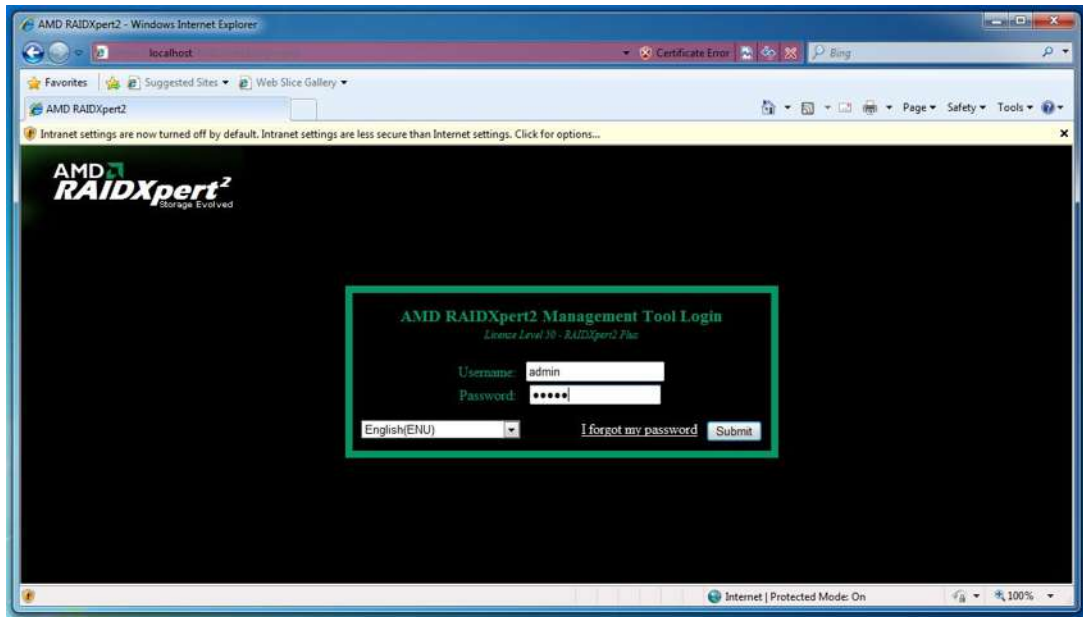 AMD RAIDXpert2 - Windows Internet Explorer
localhost
Certificate Error
Bing
Favorites Suggested Sites Web Slice Gallery
AMD RAIDXpert2
Page Safety Tools
Intranet settings are now turned off by default. Intranet settings are less secure than Internet settings. Click for options...
AMD
RAIDXpert2
Storage Evolved
AMD RAIDXpert2 Management Tool Login
License Level 30 - RAIDXpert2 Plus
Username: admin
Password: •••••
English(ENU) I forgot my password Submit
Internet | Protected Mode: On 100%